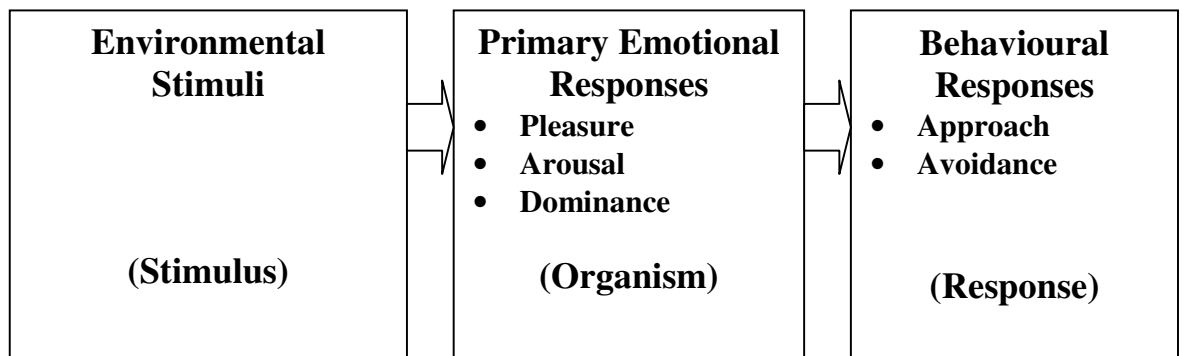 Environmental
Stimuli
(Stimulus)
Primary Emotional
Responses
• Pleasure
• Arousal
• Dominance
(Organism)
Behavioural
Responses
• Approach
• Avoidance
(Response)